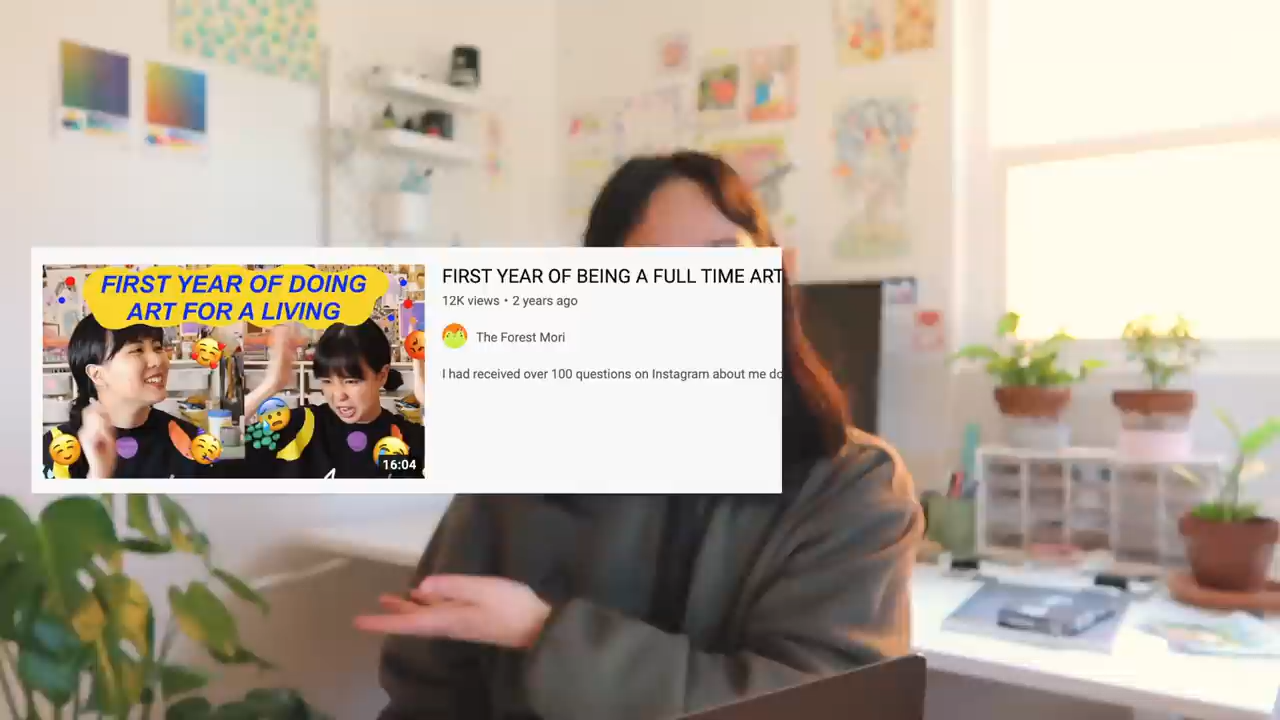 FIRST YEAR OF DOING
ART FOR A LIVING
16:04
FIRST YEAR OF BEING A FULL TIME ART
12K views • 2 years ago
The Forest Mori
I had received over 100 questions on Instagram about me do